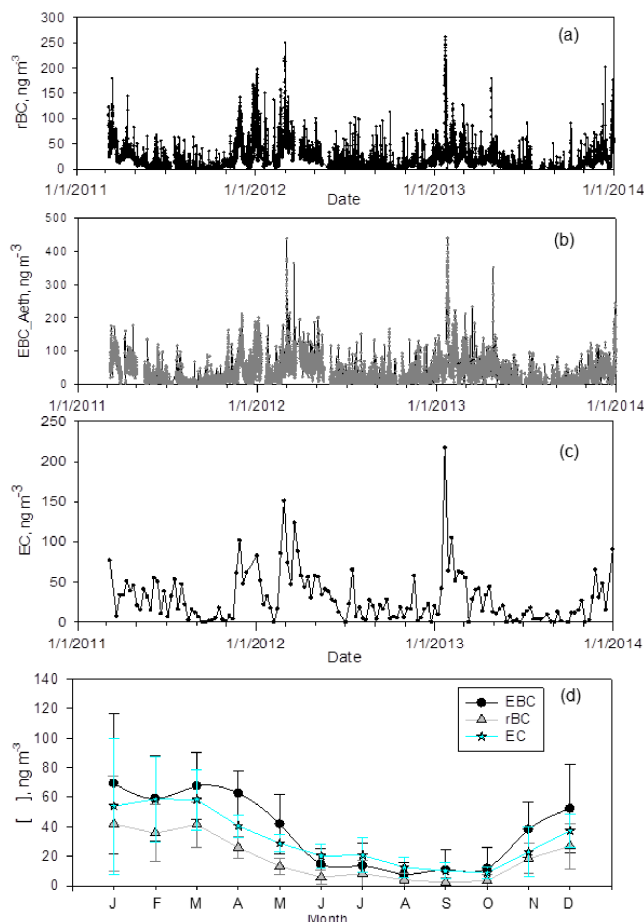 (a)
rBC, ng m-3
300
250
200
150
100
50
0
1/1/2011 1/1/2012 1/1/2013 1/1/2014
Date
(b)
EBC_Aeth, ng m-3
500
400
300
200
100
0
1/1/2011 1/1/2012 1/1/2013 1/1/2014
(c)
EC, ng m-3
250
200
150
100
50
0
1/1/2011 1/1/2012 1/1/2013 1/1/2014
Date
(d)
EBC
rBC
EC
[ ], ng m-3
140
120
100
80
60
40
20
0
J F M A M J J A S O N D
Month